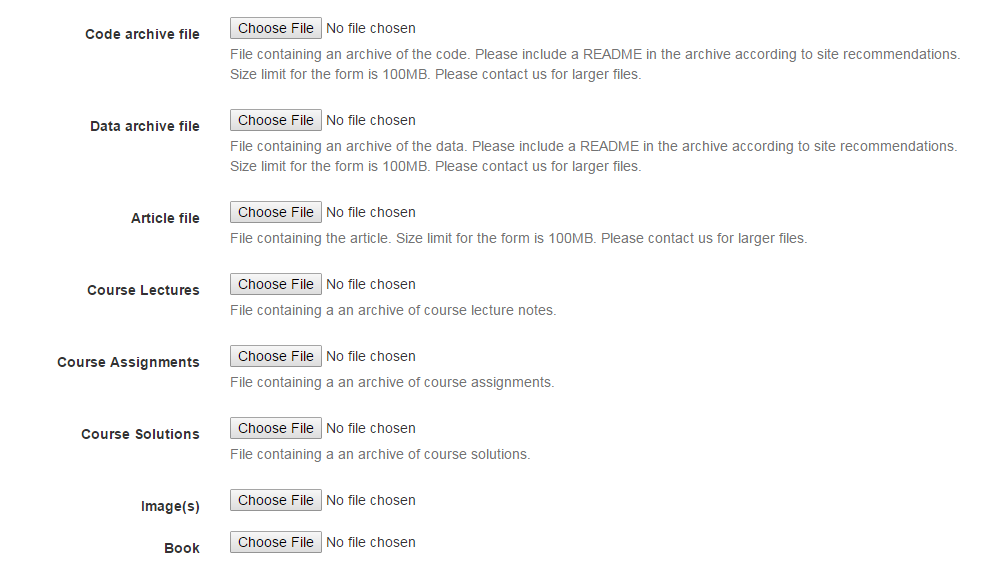 Code archive file Choose File No file chosen
File containing an archive of the code. Please include a README in the archive according to site recommendations.
Size limit for the form is 100MB. Please contact us for larger files.
Data archive file Choose File No file chosen
File containing an archive of the data. Please include a README in the archive according to site recommendations.
Size limit for the form is 100MB. Please contact us for larger files.
Article file Choose File No file chosen
File containing the article. Size limit for the form is 100MB. Please contact us for larger files.
Course Lectures Choose File No file chosen
File containing a an archive of course lecture notes.
Course Assignments Choose File No file chosen
File containing a an archive of course assignments.
Course Solutions Choose File No file chosen
File containing a an archive of course solutions.
Image(s) Choose File No file chosen
Book Choose File No file chosen